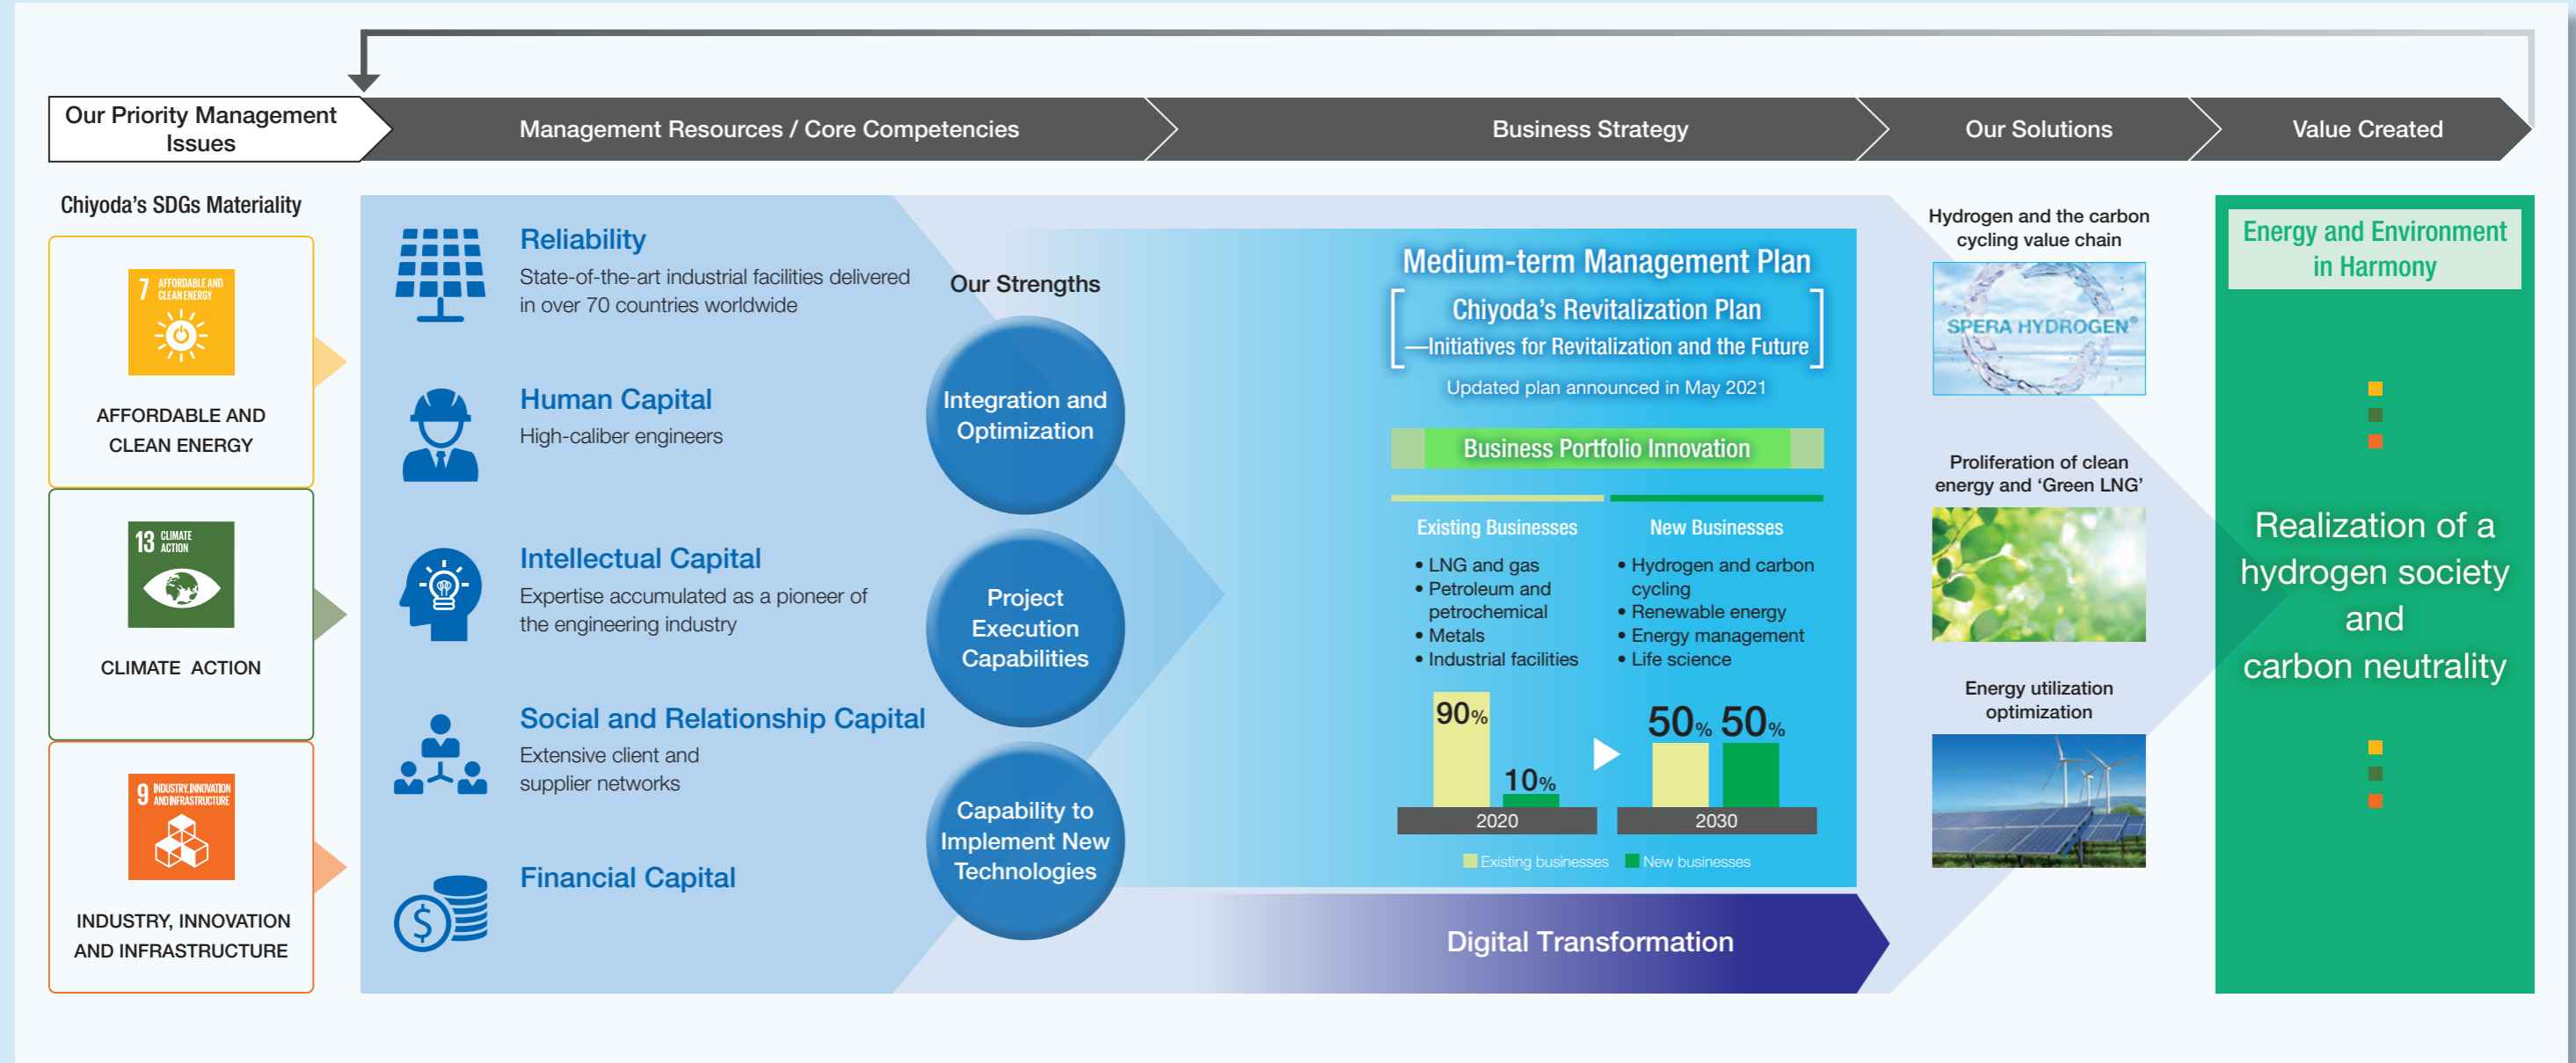 Our Priority Management
Issues
Management Resources / Core Competencies
Business Strategy
Our Solutions
Value Created
Chiyoda's SDGs Materiality
7 AFFORDABLE AND
CLEAN ENERGY
AFFORDABLE AND
CLEAN ENERGY
13 CLIMATE
ACTION
CLIMATE ACTION
9 INDUSTRY, INNOVATION
AND INFRASTRUCTURE
INDUSTRY, INNOVATION
AND INFRASTRUCTURE
Reliability
State-of-the-art industrial facilities delivered
in over 70 countries worldwide
Human Capital
High-caliber engineers
Intellectual Capital
Expertise accumulated as a pioneer of
the engineering industry
Social and Relationship Capital
Extensive client and
supplier networks
$
Financial Capital
Our Strengths
Integration and
Optimization
Project
Execution
Capabilities
Capability to
Implement New
Technologies
Medium-term Management Plan
Chiyoda's Revitalization Plan
—Initiatives for Revitalization and the Future
Updated plan announced in May 2021
Business Portfolio Innovation
Existing Businesses
• LNG and gas
• Petroleum and
petrochemical
• Metals
• Industrial facilities
New Businesses
• Hydrogen and carbon
cycling
• Renewable energy
• Energy management
• Life science
90%
10%
2020
50% 50%
2030
Existing businesses
New businesses
Digital Transformation
Hydrogen and the carbon
cycling value chain
SPERA HYDROGEN®
Proliferation of clean
energy and ‘Green LNG’
Energy utilization
optimization
Energy and Environment
in Harmony
Realization of a
hydrogen society
and
carbon neutrality